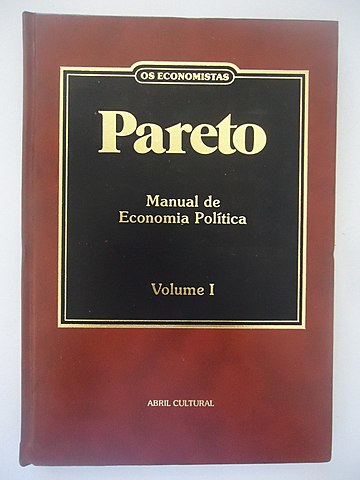 OS ECONOMISTAS
Pareto
Manual de
Economia Política
Volume I
ABRIL CULTURAL